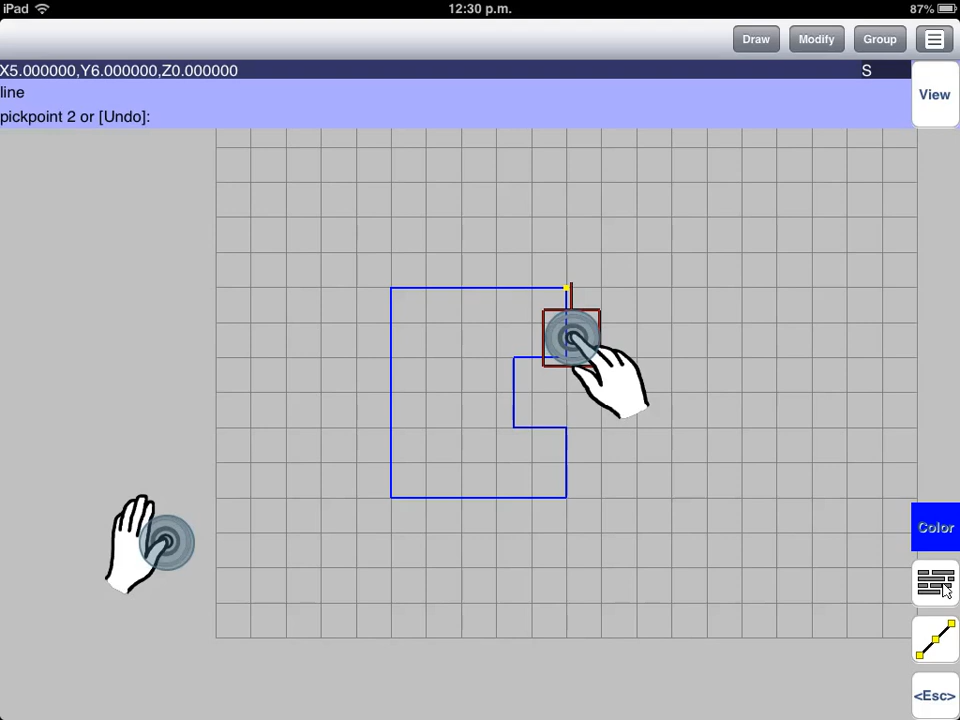 iPad 12:30 p.m. 87%
Draw Modify Group
X5.000000,Y6.000000,Z0.000000 S
View
line
pickpoint 2 or [Undo]:
Color
<Esc>